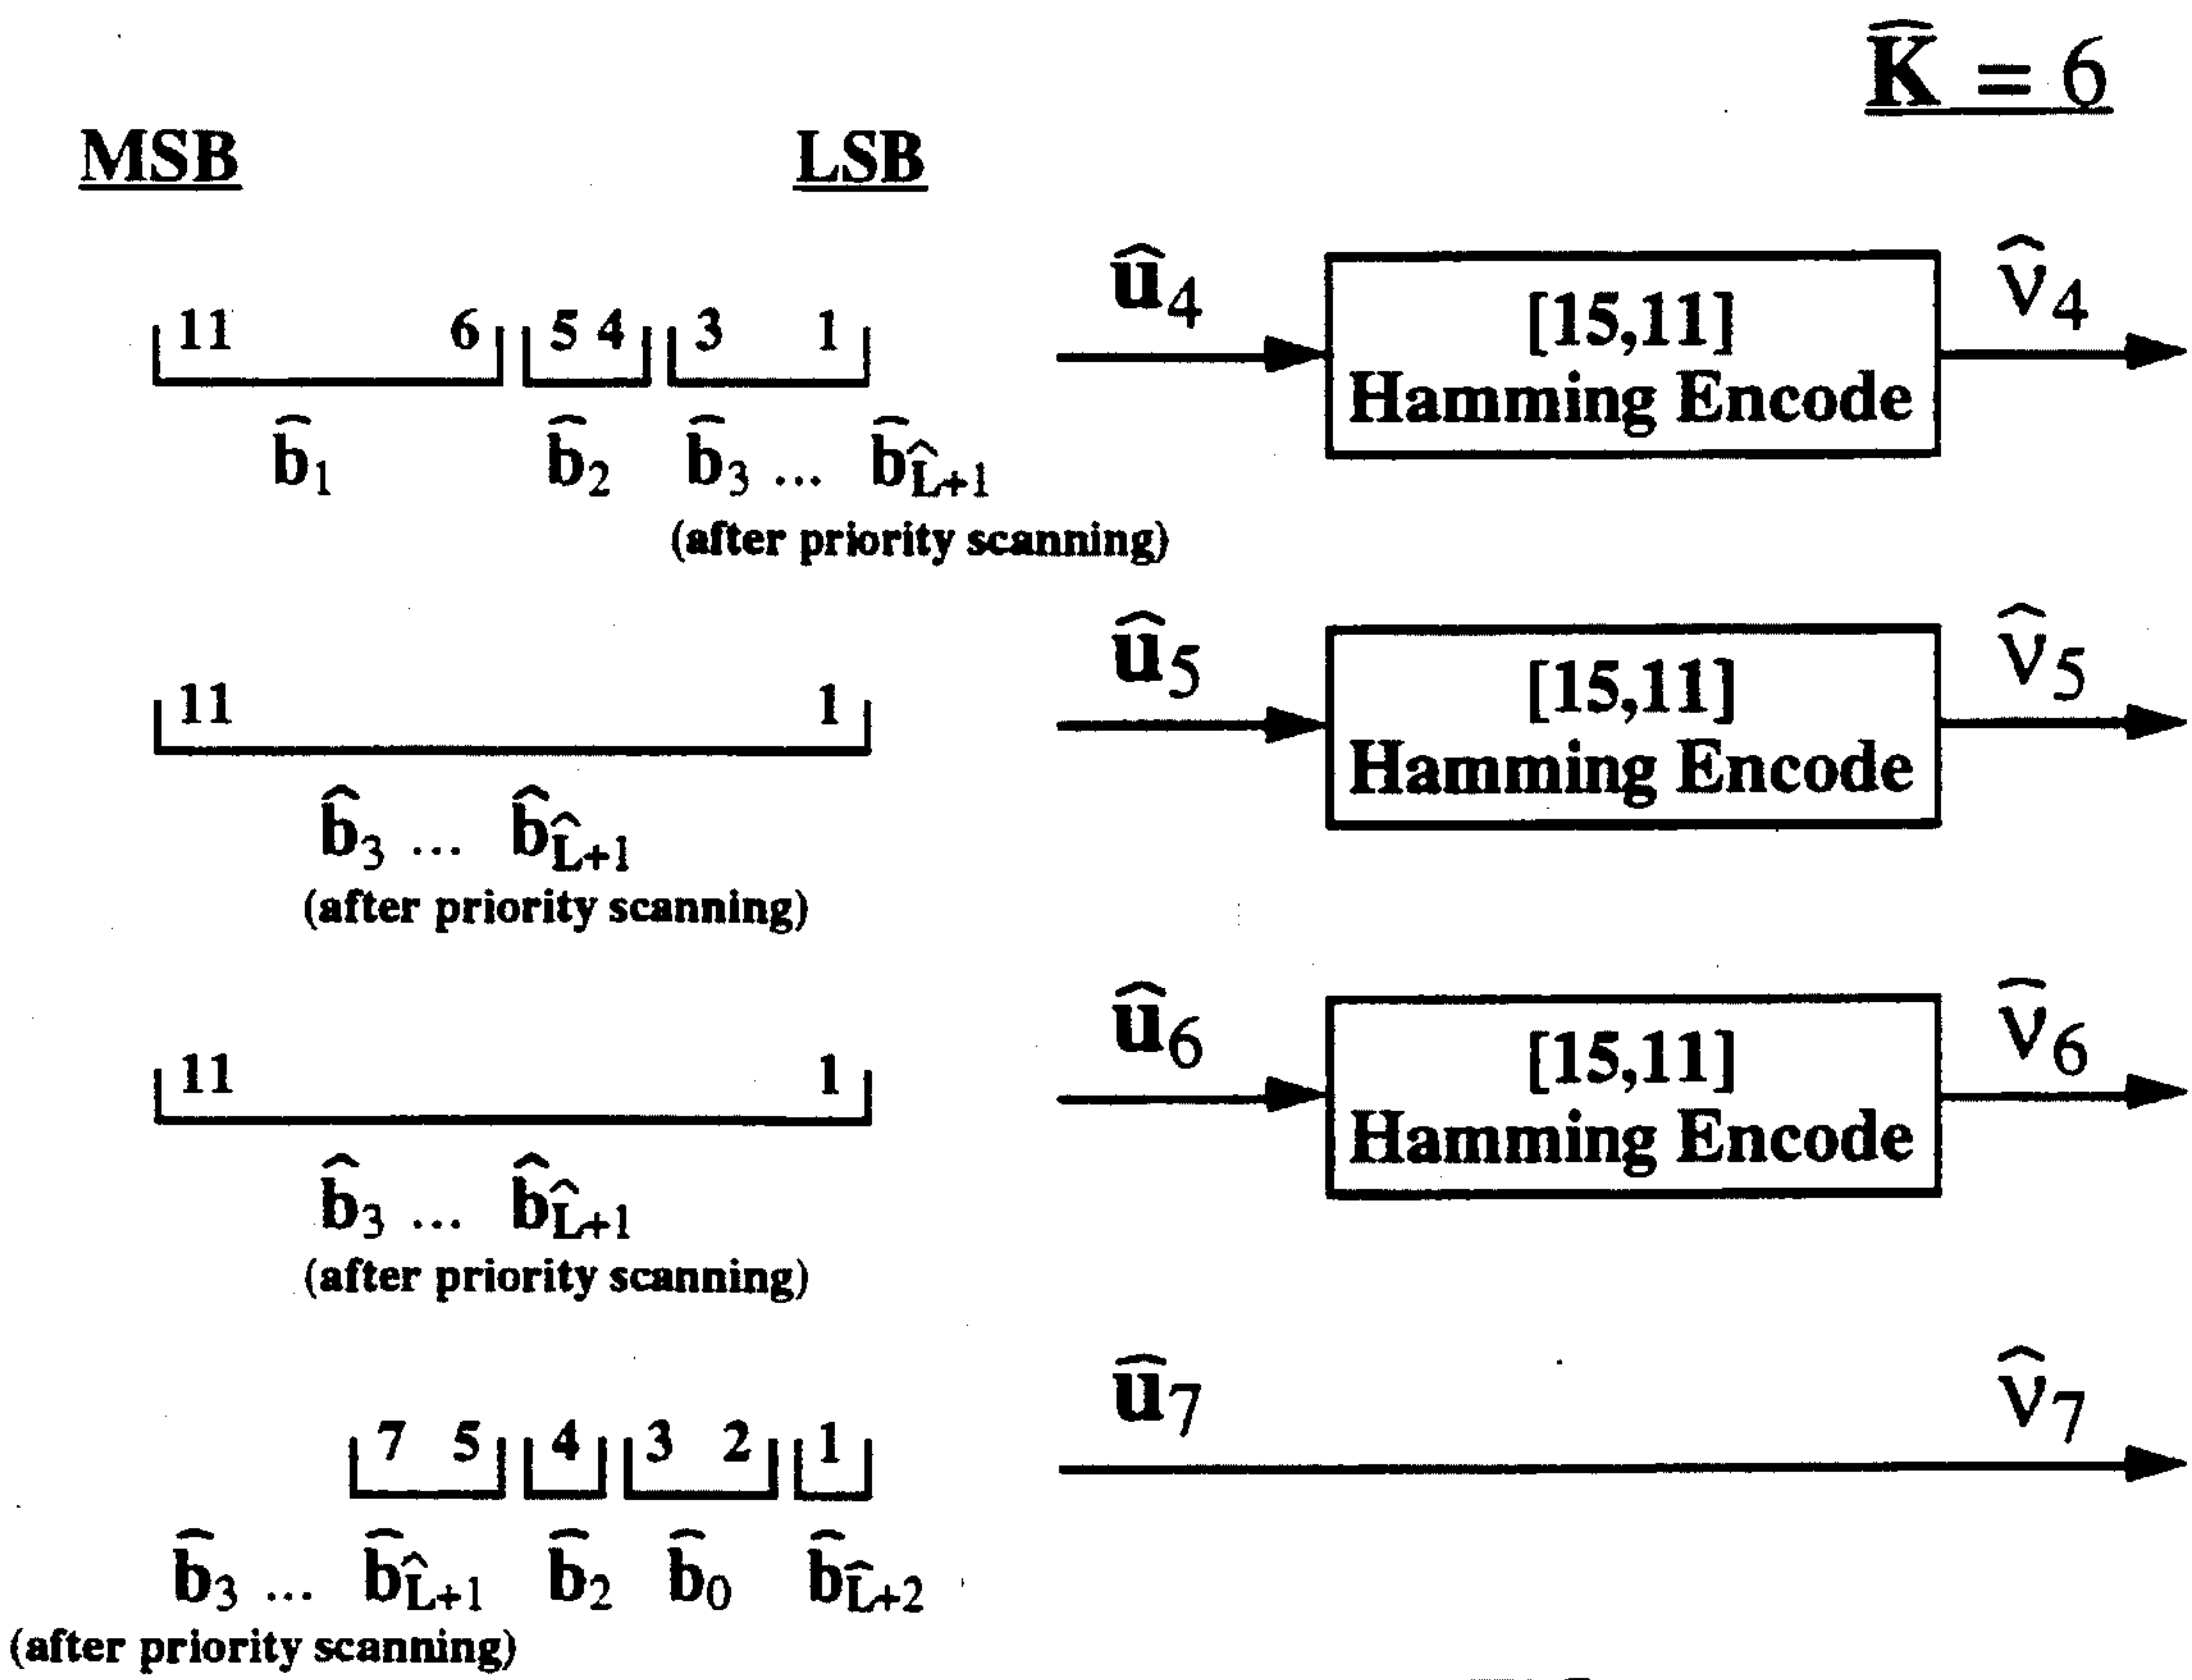 K̂ = 6
MSB LSB
11 6 5 4 3 1
û4 [15,11] v̂4
Hamming Encode
b̂1 b̂2 b̂3 ... b̂L̂+1
(after priority scanning)
11 1
û5 [15,11] v̂5
Hamming Encode
b̂3 ... b̂L̂+1
(after priority scanning)
11 1
û6 [15,11] v̂6
Hamming Encode
b̂3 ... b̂L̂+1
(after priority scanning)
7 5 4 3 2 1
û7 v̂7
b̂3 ... b̂L̂+1 b̂2 b̂0 b̂L̂+2
(after priority scanning)